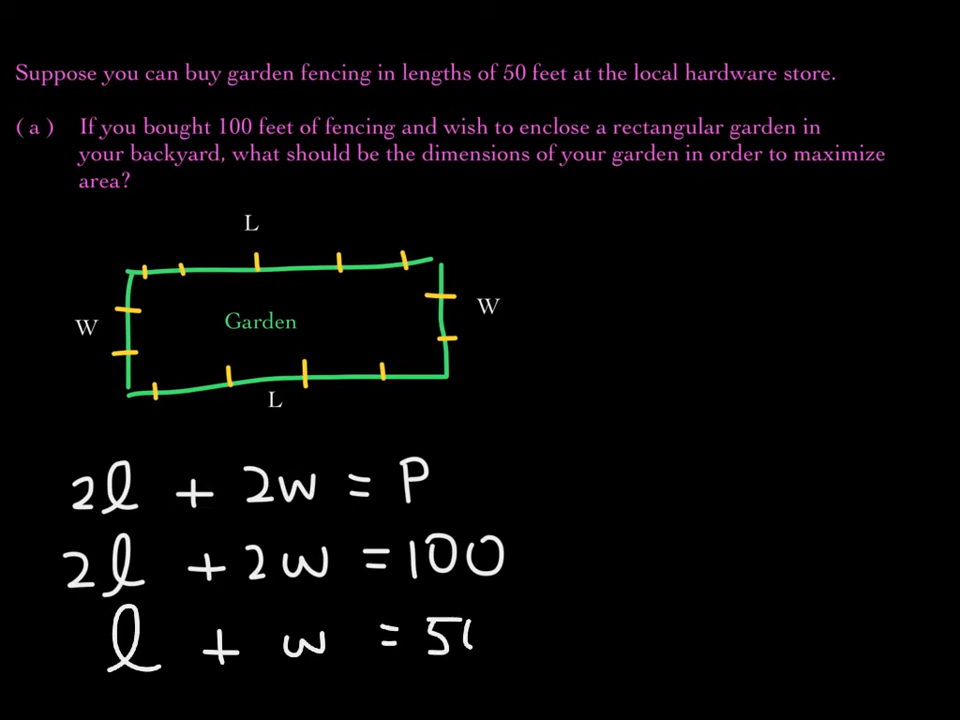 Suppose you can buy garden fencing in lengths of 50 feet at the local hardware store.
(a) If you bought 100 feet of fencing and wish to enclose a rectangular garden in
your backyard, what should be the dimensions of your garden in order to maximize
area?
L
W
Garden
W
L
2l + 2w = P
2l + 2w = 100
l + w = 5(